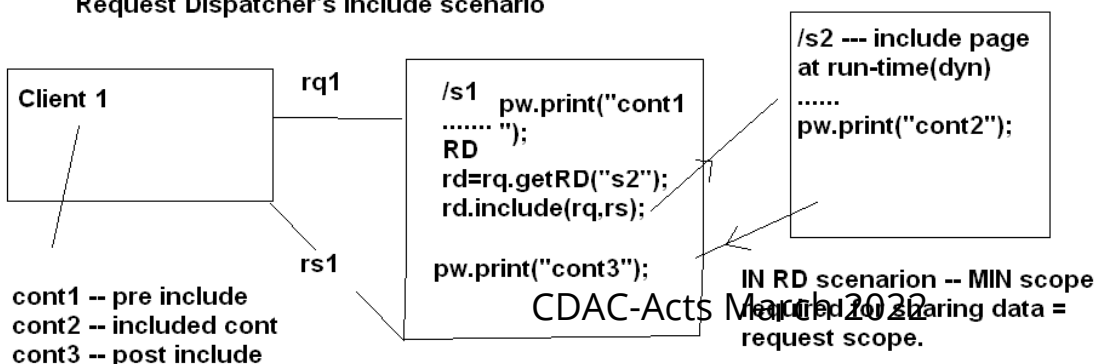 Request Dispatcher's include scenario
Client 1
rq1
rs1
/s1
pw.print("cont1
.......
");
RD
rd=rq.getRD("s2");
rd.include(rq,rs);
pw.print("cont3");
/s2 --- include page
at run-time(dyn)
......
pw.print("cont2");
cont1 -- pre include
cont2 -- included cont
cont3 -- post include
IN RD scenarion -- MIN scope
required for sharing data =
request scope.
CDAC-Acts March 2022